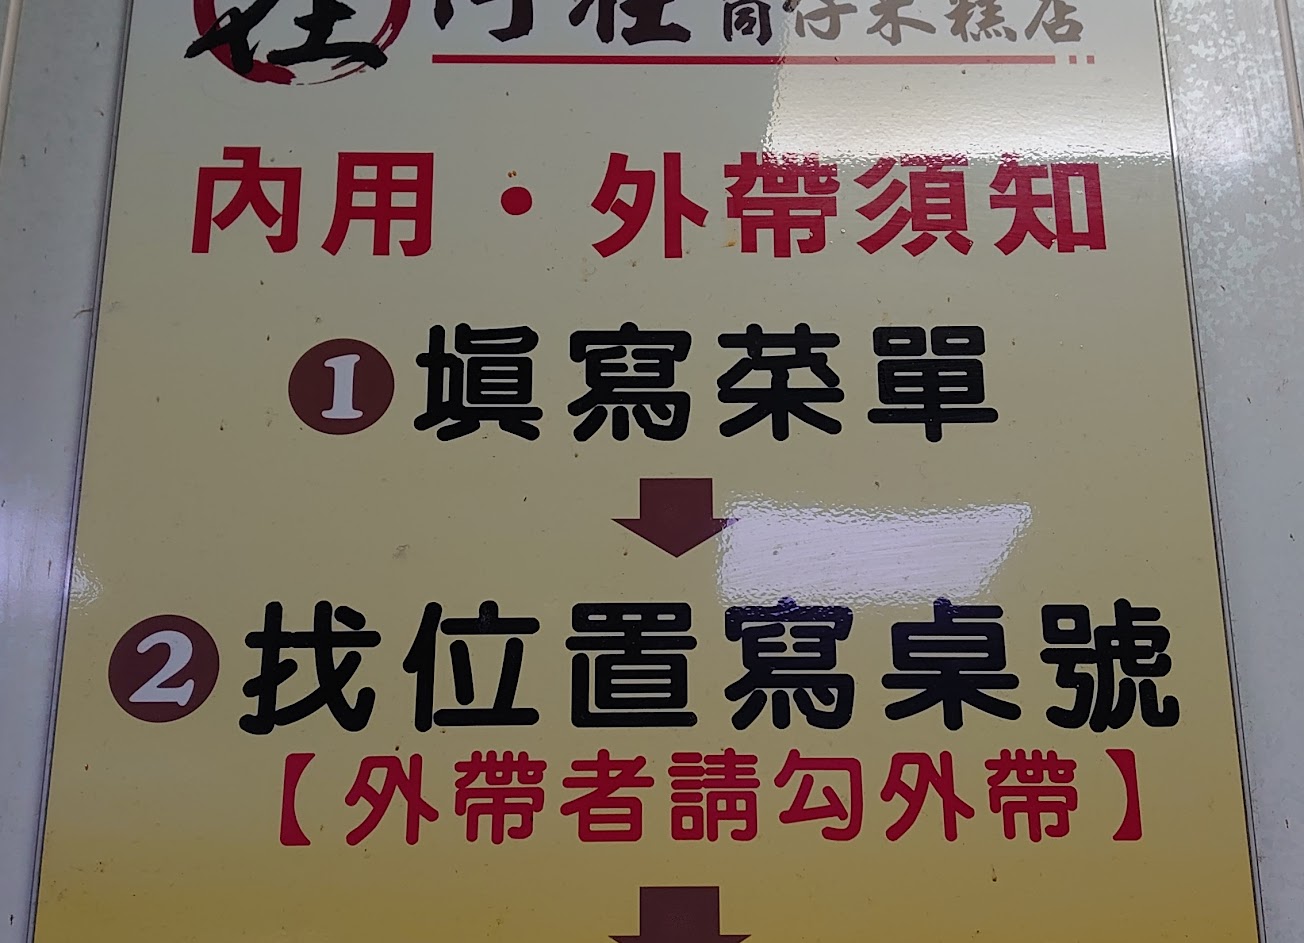 筒仔米糕店
內用・外帶須知
1 填寫菜單
2 找位置寫桌號
【外帶者請勾外帶】